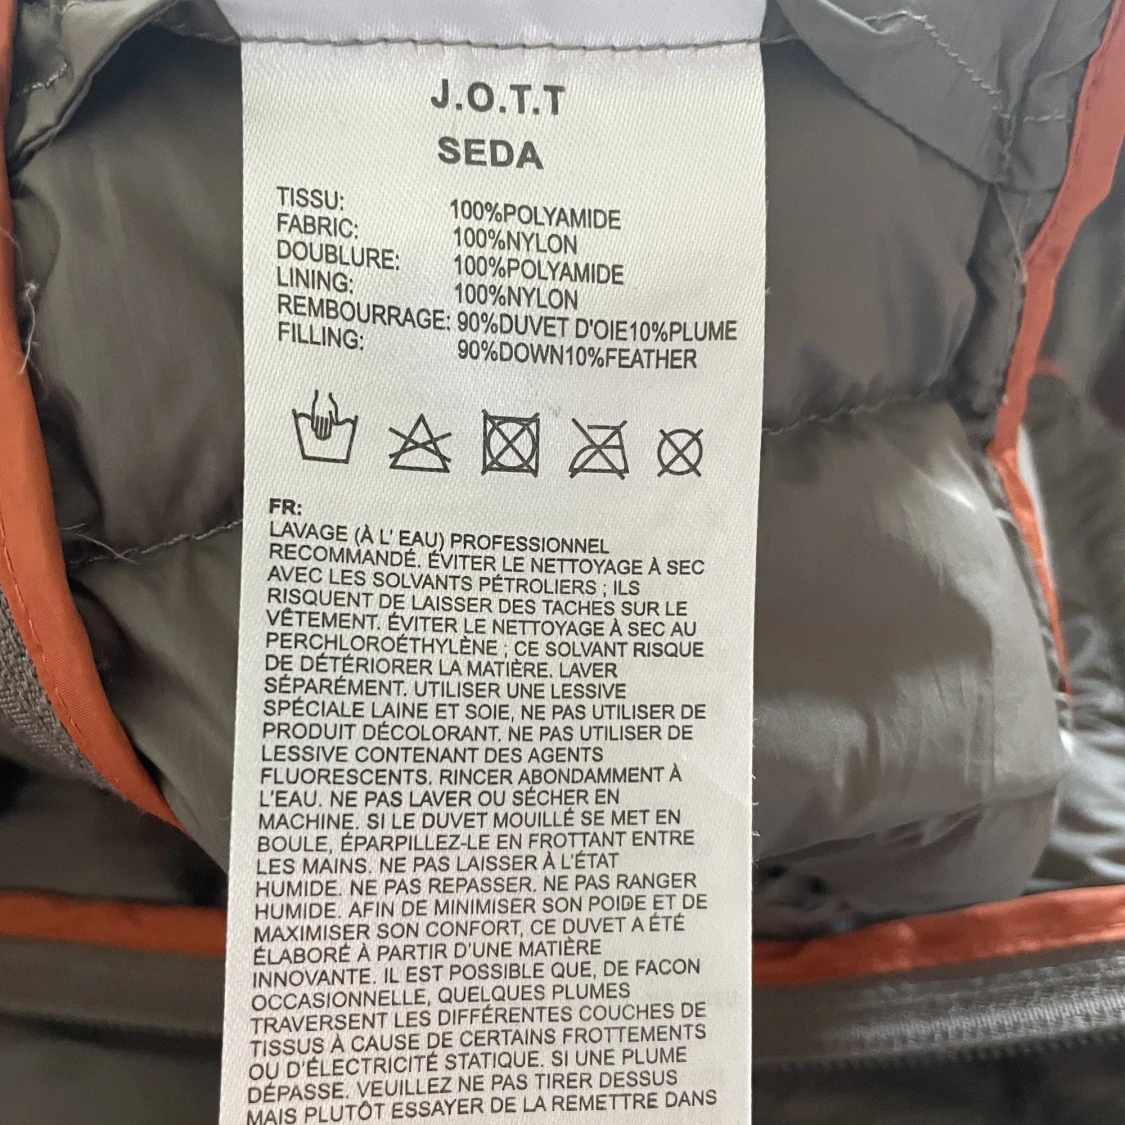 J.O.T.T
SEDA
TISSU: 100%POLYAMIDE
FABRIC: 100%NYLON
DOUBLURE: 100%POLYAMIDE
LINING: 100%NYLON
REMBOURRAGE: 90%DUVET D'OIE10%PLUME
FILLING: 90%DOWN10%FEATHER
FR:
LAVAGE (À L' EAU) PROFESSIONNEL
RECOMMANDÉ. ÉVITER LE NETTOYAGE À SEC
AVEC LES SOLVANTS PÉTROLIERS ; ILS
RISQUENT DE LAISSER DES TACHES SUR LE
VÊTEMENT. ÉVITER LE NETTOYAGE À SEC AU
PERCHLOROÉTHYLÈNE ; CE SOLVANT RISQUE
DE DÉTÉRIORER LA MATIÈRE. LAVER
SÉPARÉMENT. UTILISER UNE LESSIVE
SPÉCIALE LAINE ET SOIE, NE PAS UTILISER DE
PRODUIT DÉCOLORANT. NE PAS UTILISER DE
LESSIVE CONTENANT DES AGENTS
FLUORESCENTS. RINCER ABONDAMMENT À
L'EAU. NE PAS LAVER OU SÉCHER EN
MACHINE. SI LE DUVET MOUILLÉ SE MET EN
BOULE, ÉPARPILLEZ-LE EN FROTTANT ENTRE
LES MAINS. NE PAS LAISSER À L'ÉTAT
HUMIDE. NE PAS REPASSER. NE PAS RANGER
HUMIDE. AFIN DE MINIMISER SON POIDE ET DE
MAXIMISER SON CONFORT, CE DUVET A ÉTÉ
ÉLABORÉ À PARTIR D'UNE MATIÈRE
INNOVANTE. IL EST POSSIBLE QUE, DE FACON
OCCASIONNELLE, QUELQUES PLUMES
TRAVERSENT LES DIFFÉRENTES COUCHES DE
TISSUS À CAUSE DE CERTAINS FROTTEMENTS
OU D'ÉLECTRICITÉ STATIQUE. SI UNE PLUME
DÉPASSE. VEUILLEZ NE PAS TIRER DESSUS
MAIS PLUTÔT ESSAYER DE LA REMETTRE DANS